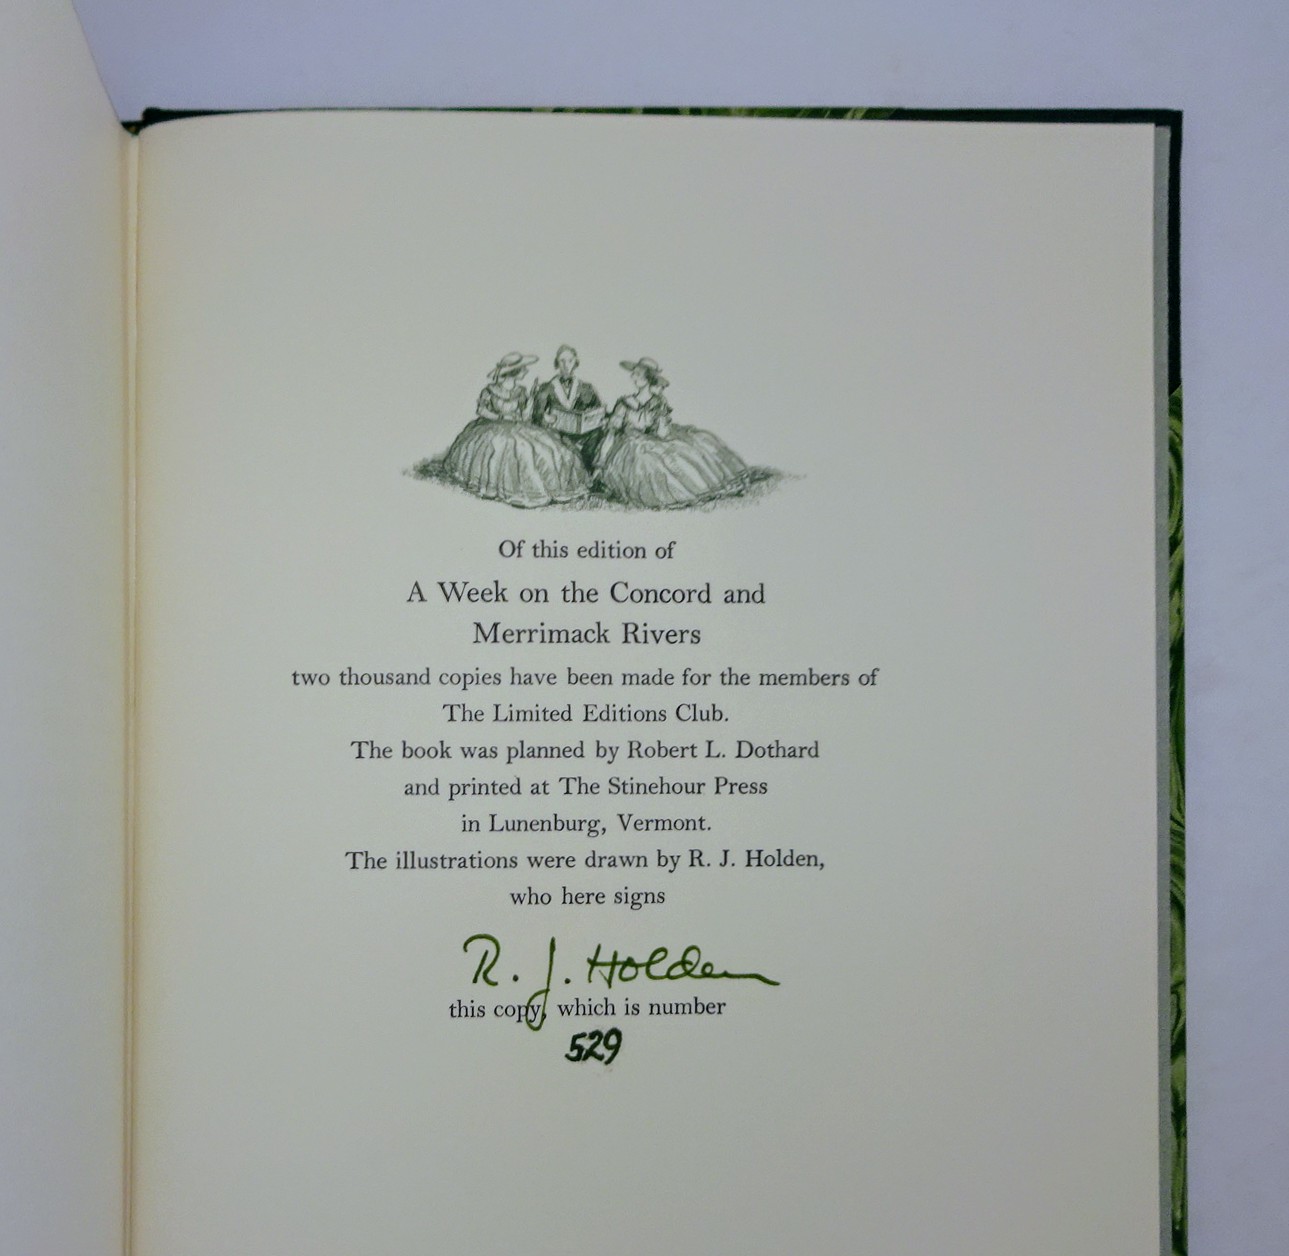 Of this edition of
A Week on the Concord and
Merrimack Rivers
two thousand copies have been made for the members of
The Limited Editions Club.
The book was planned by Robert L. Dothard
and printed at The Stinehour Press
in Lunenburg, Vermont.
The illustrations were drawn by R. J. Holden,
who here signs
R. J. Holden
this copy, which is number
529